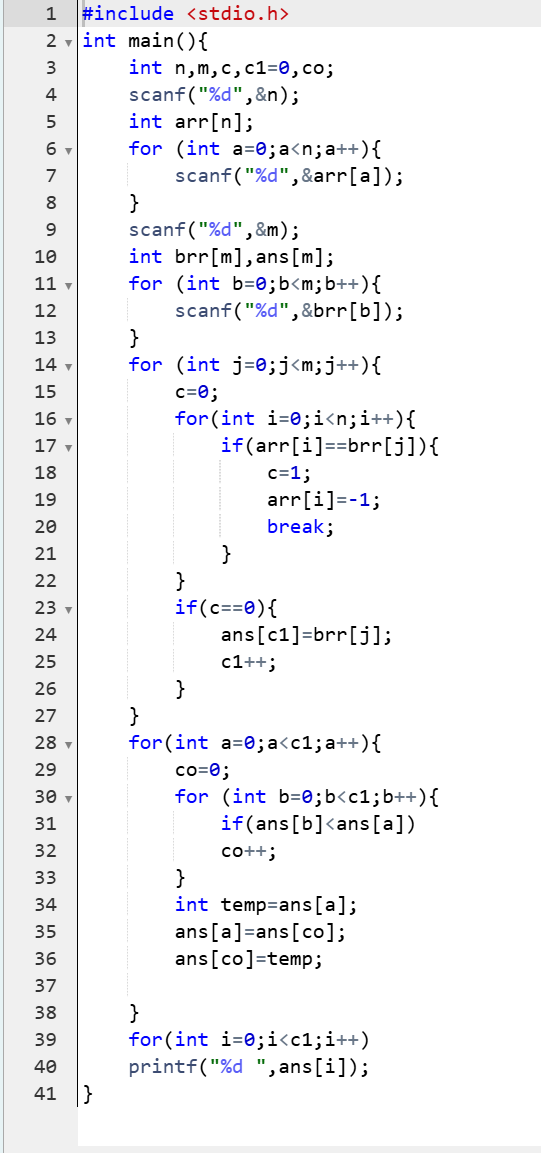 1 #include <stdio.h>
2 int main(){
3     int n,m,c,c1=0,co;
4     scanf("%d",&n);
5     int arr[n];
6     for (int a=0;a<n;a++){
7         scanf("%d",&arr[a]);
8     }
9     scanf("%d",&m);
10     int brr[m],ans[m];
11     for (int b=0;b<m;b++){
12         scanf("%d",&brr[b]);
13     }
14     for (int j=0;j<m;j++){
15         c=0;
16         for(int i=0;i<n;i++){
17             if(arr[i]==brr[j]){
18                 c=1;
19                 arr[i]=-1;
20                 break;
21             }
22         }
23         if(c==0){
24             ans[c1]=brr[j];
25             c1++;
26         }
27     }
28     for(int a=0;a<c1;a++){
29         co=0;
30         for (int b=0;b<c1;b++){
31             if(ans[b]<ans[a])
32             co++;
33         }
34         int temp=ans[a];
35         ans[a]=ans[co];
36         ans[co]=temp;
37
38     }
39     for(int i=0;i<c1;i++)
40     printf("%d ",ans[i]);
41 }